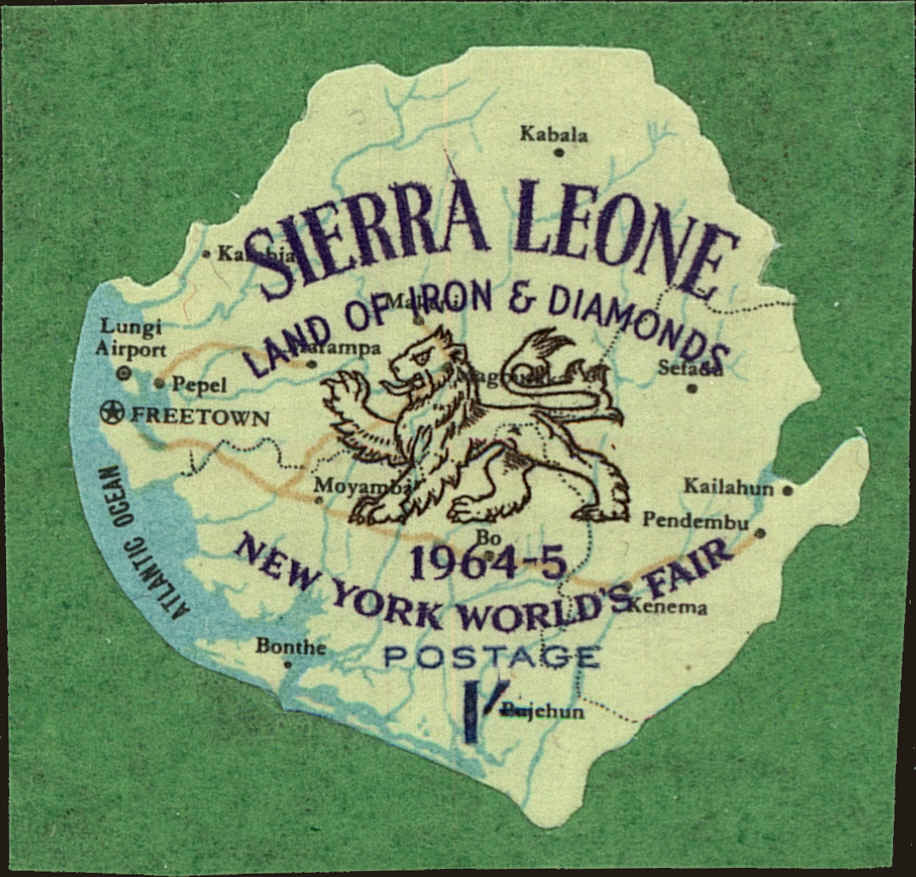 Kabala
SIERRA LEONE
LAND OF IRON & DIAMONDS
Lungi
Airport
Pepel
FREETOWN
Moyamba
Kailahun
Pendembu
Bo
1964-5
NEW YORK WORLD'S FAIR
Kenema
ATLANTIC OCEAN
Bonthe
POSTAGE
1/-
Pujehun